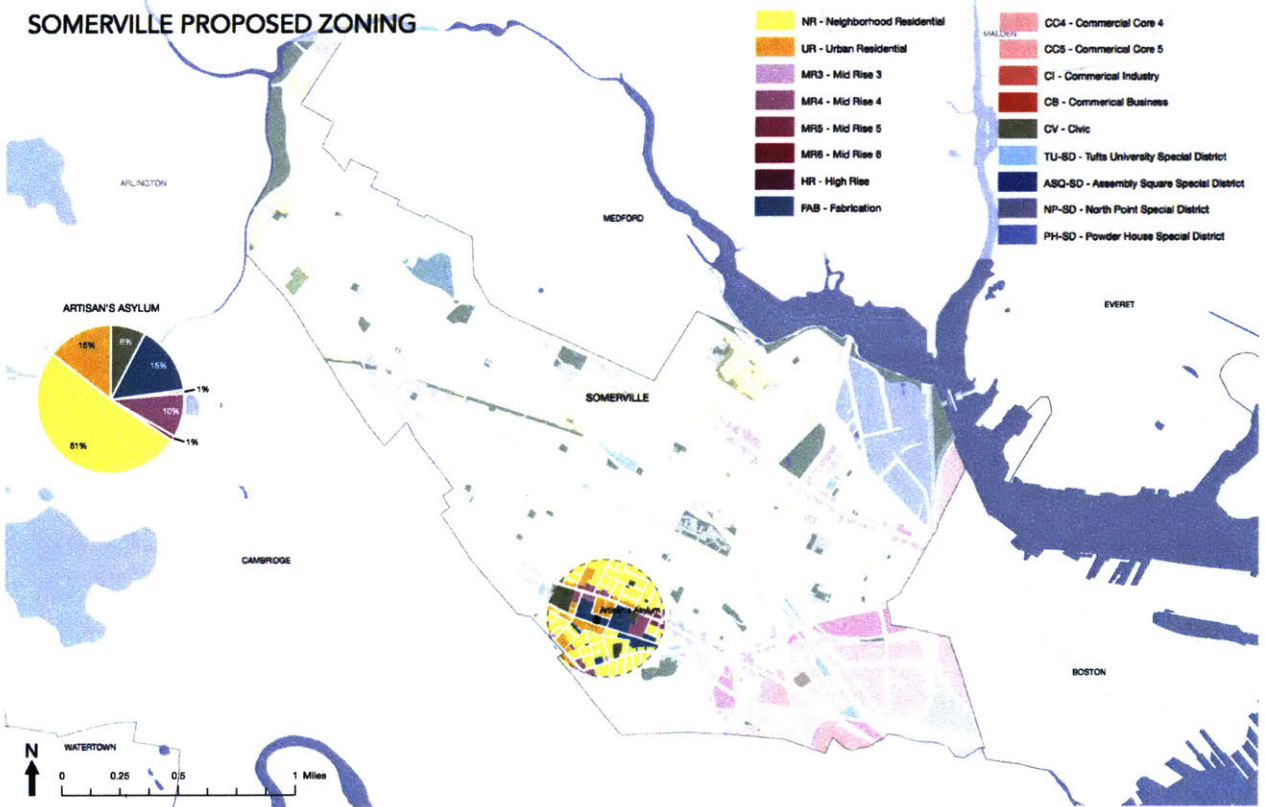 SOMERVILLE PROPOSED ZONING
NR - Neighborhood Residential
UR - Urban Residential
MR3 - Mid Rise 3
MR4 - Mid Rise 4
MR5 - Mid Rise 5
MR6 - Mid Rise 6
HR - High Rise
FAB - Fabrication
CC4 - Commercial Core 4
CC5 - Commerical Core 5
CI - Commerical Industry
CB - Commerical Business
CV - Civic
TU-SD - Tufts University Special District
ASQ-SD - Assembly Square Special District
NP-SD - North Point Special District
PH-SD - Powder House Special District
MALDEN
ARLINGTON
MEDFORD
EVERET
ARTISAN'S ASYLUM
6%
15%
1%
10%
1%
51%
15%
SOMERVILLE
CAMBRIDGE
Artisan's Asylum
BOSTON
WATERTOWN
N
0 0.25 0.5 1 Miles